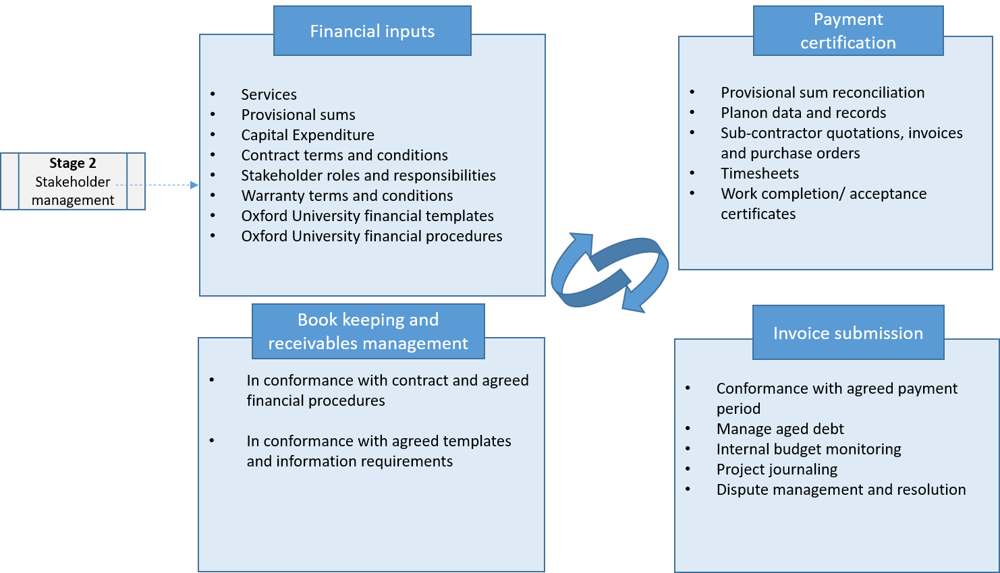 Stage 2
Stakeholder
management
Financial inputs
• Services
• Provisional sums
• Capital Expenditure
• Contract terms and conditions
• Stakeholder roles and responsibilities
• Warranty terms and conditions
• Oxford University financial templates
• Oxford University financial procedures
Payment
certification
• Provisional sum reconciliation
• Planon data and records
• Sub-contractor quotations, invoices
and purchase orders
• Timesheets
• Work completion/ acceptance
certificates
Book keeping and
receivables management
• In conformance with contract and agreed
financial procedures
• In conformance with agreed templates
and information requirements
Invoice submission
• Conformance with agreed payment
period
• Manage aged debt
• Internal budget monitoring
• Project journaling
• Dispute management and resolution